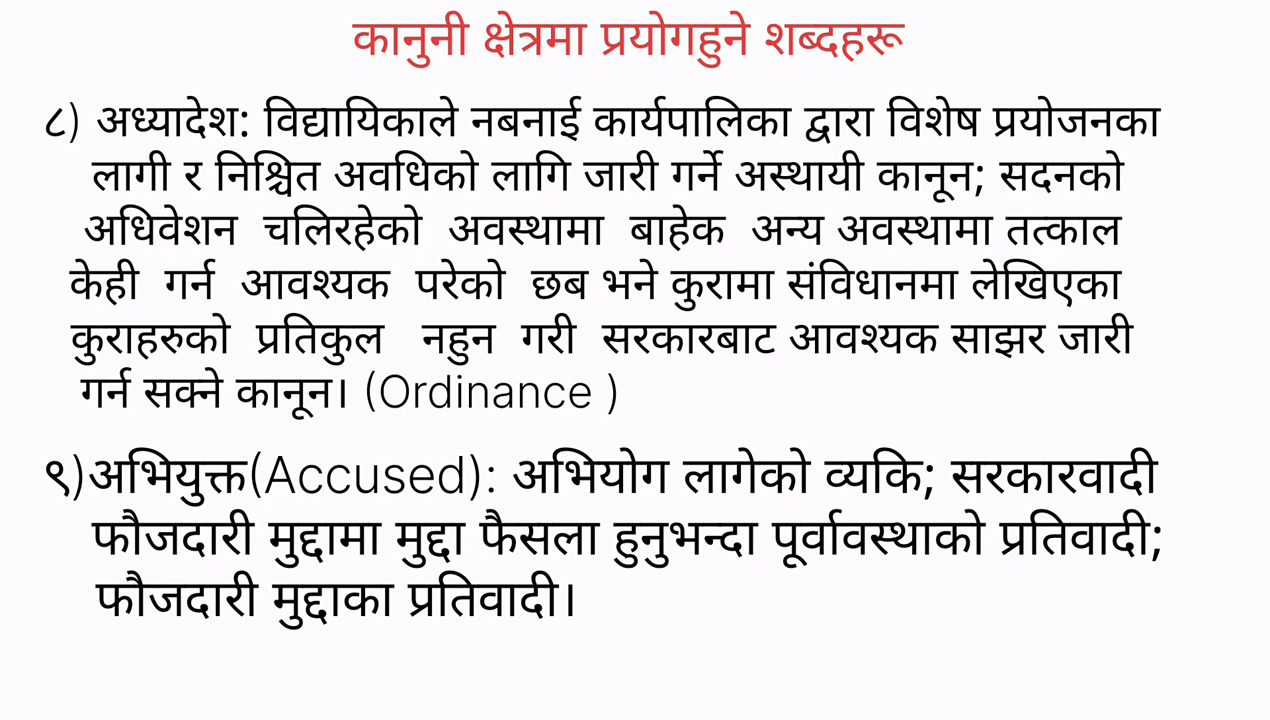 कानुनी क्षेत्रमा प्रयोगहुने शब्दहरू
८) अध्यादेश: विद्यायिकाले नबनाई कार्यपालिका द्वारा विशेष प्रयोजनका
लागी र निश्चित अवधिको लागि जारी गर्ने अस्थायी कानून; सदनको
अधिवेशन चलिरहेको अवस्थामा बाहेक अन्य अवस्थामा तत्काल
केही गर्न आवश्यक परेको छब भने कुरामा संविधानमा लेखिएका
कुराहरुको प्रतिकुल नहुन गरी सरकारबाट आवश्यक साझर जारी
गर्न सक्ने कानून। (Ordinance )
९)अभियुक्त(Accused): अभियोग लागेको व्यकि; सरकारवादी
फौजदारी मुद्दामा मुद्दा फैसला हुनुभन्दा पूर्वावस्थाको प्रतिवादी;
फौजदारी मुद्दाका प्रतिवादी।